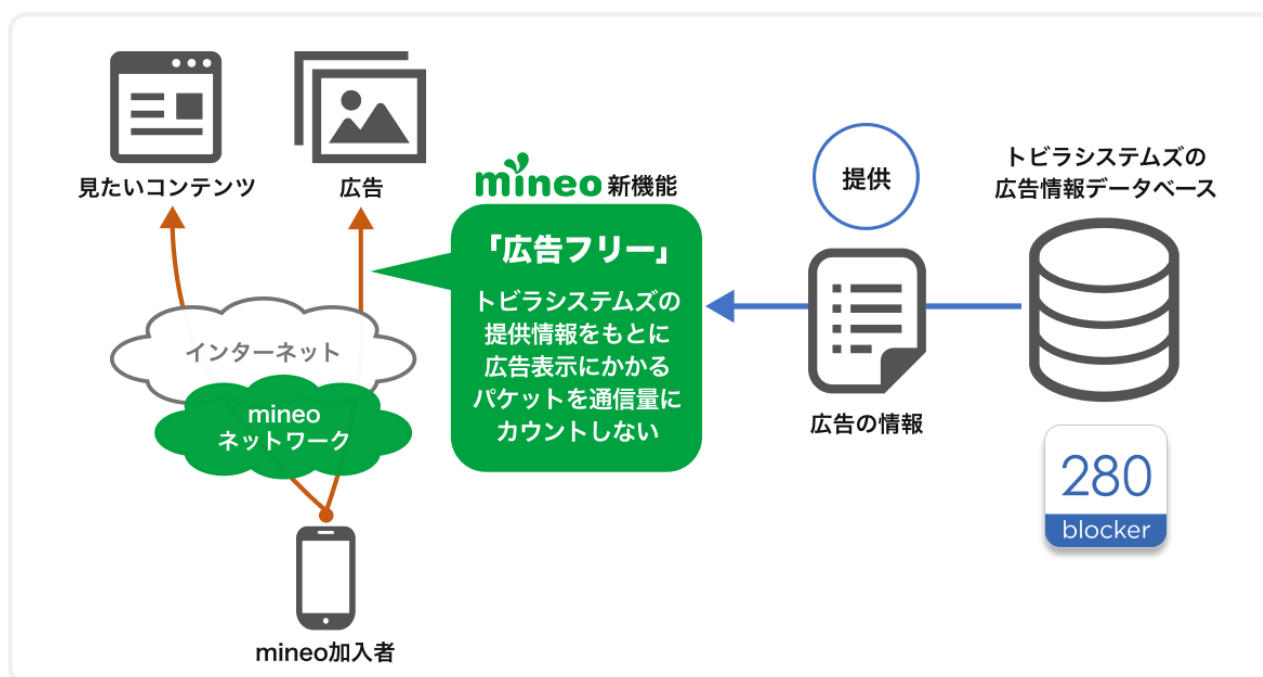 見たいコンテンツ
広告
mineo 新機能
「広告フリー」
トビラシステムズの
提供情報をもとに
広告表示にかかる
パケットを通信量に
カウントしない
提供
広告の情報
トビラシステムズの
広告情報データベース
280
blocker
インターネット
mineo
ネットワーク
mineo加入者